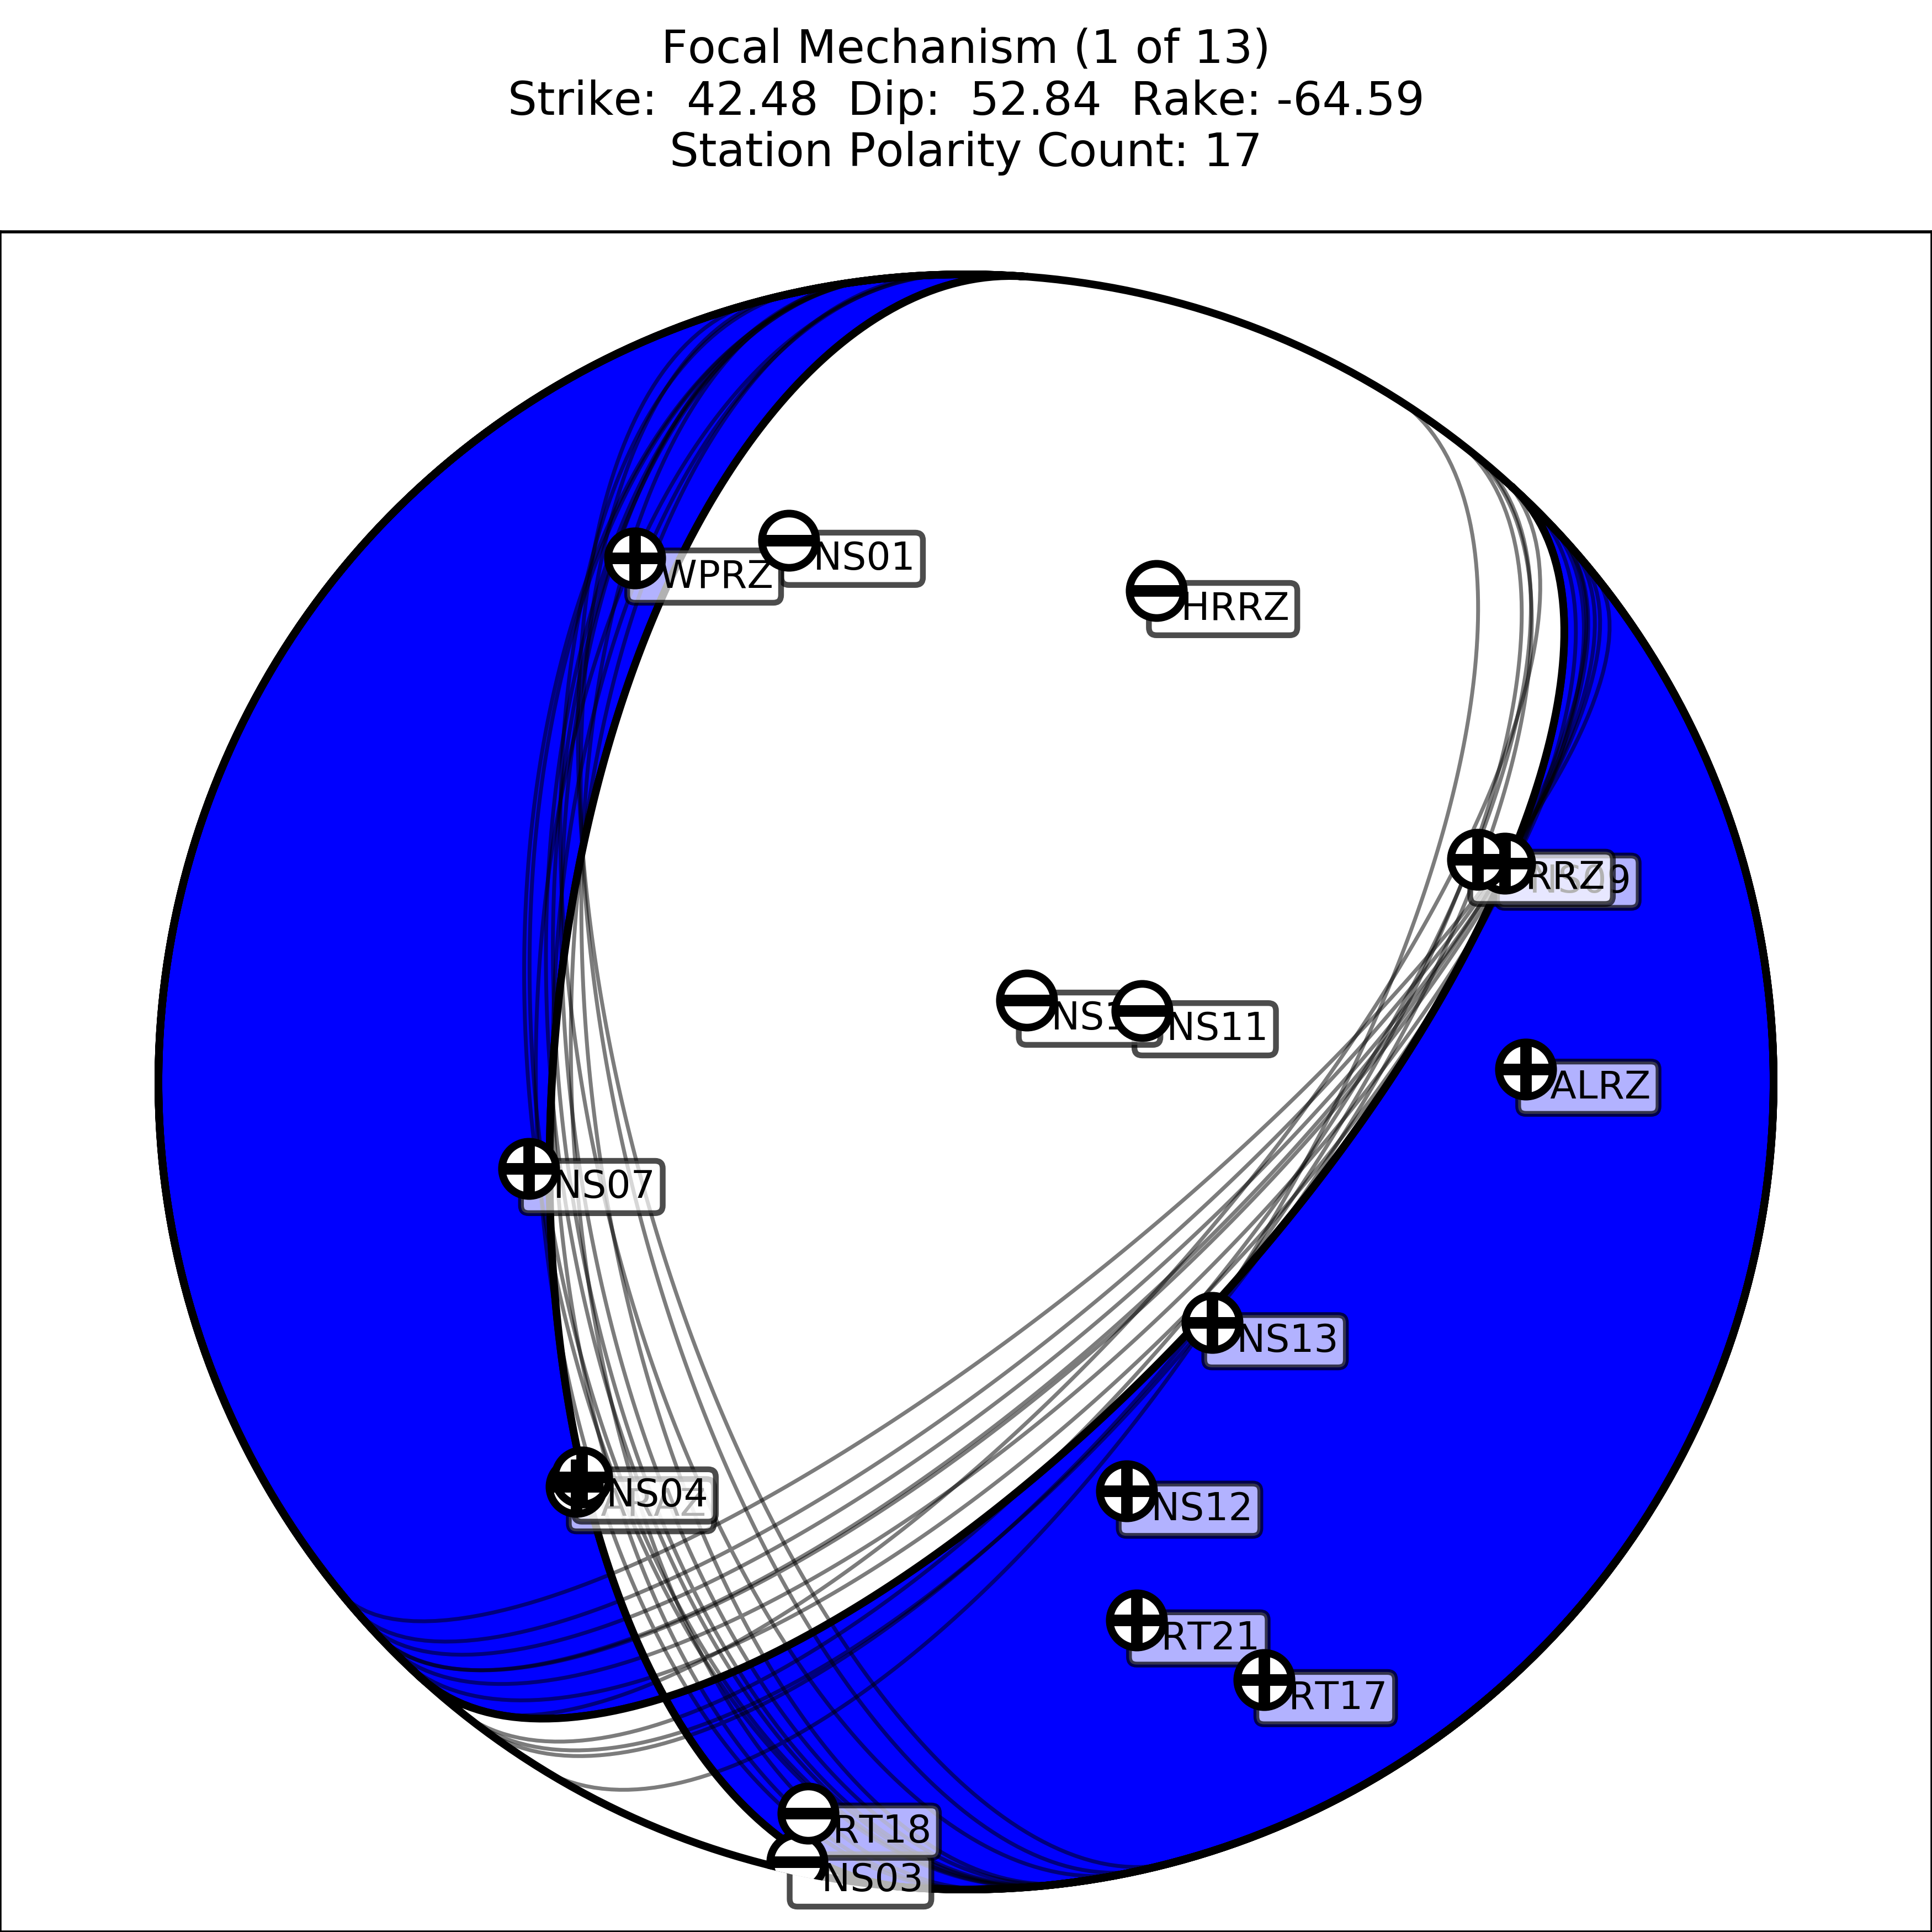 Focal Mechanism (1 of 13)
Strike:  42.48  Dip:  52.84  Rake: -64.59
Station Polarity Count: 17
NS01
WPRZ
HRRZ
RRZ
NS11
ALRZ
NS07
NS13
NS04
ARAZ
NS12
RT21
RT17
RT18
NS03